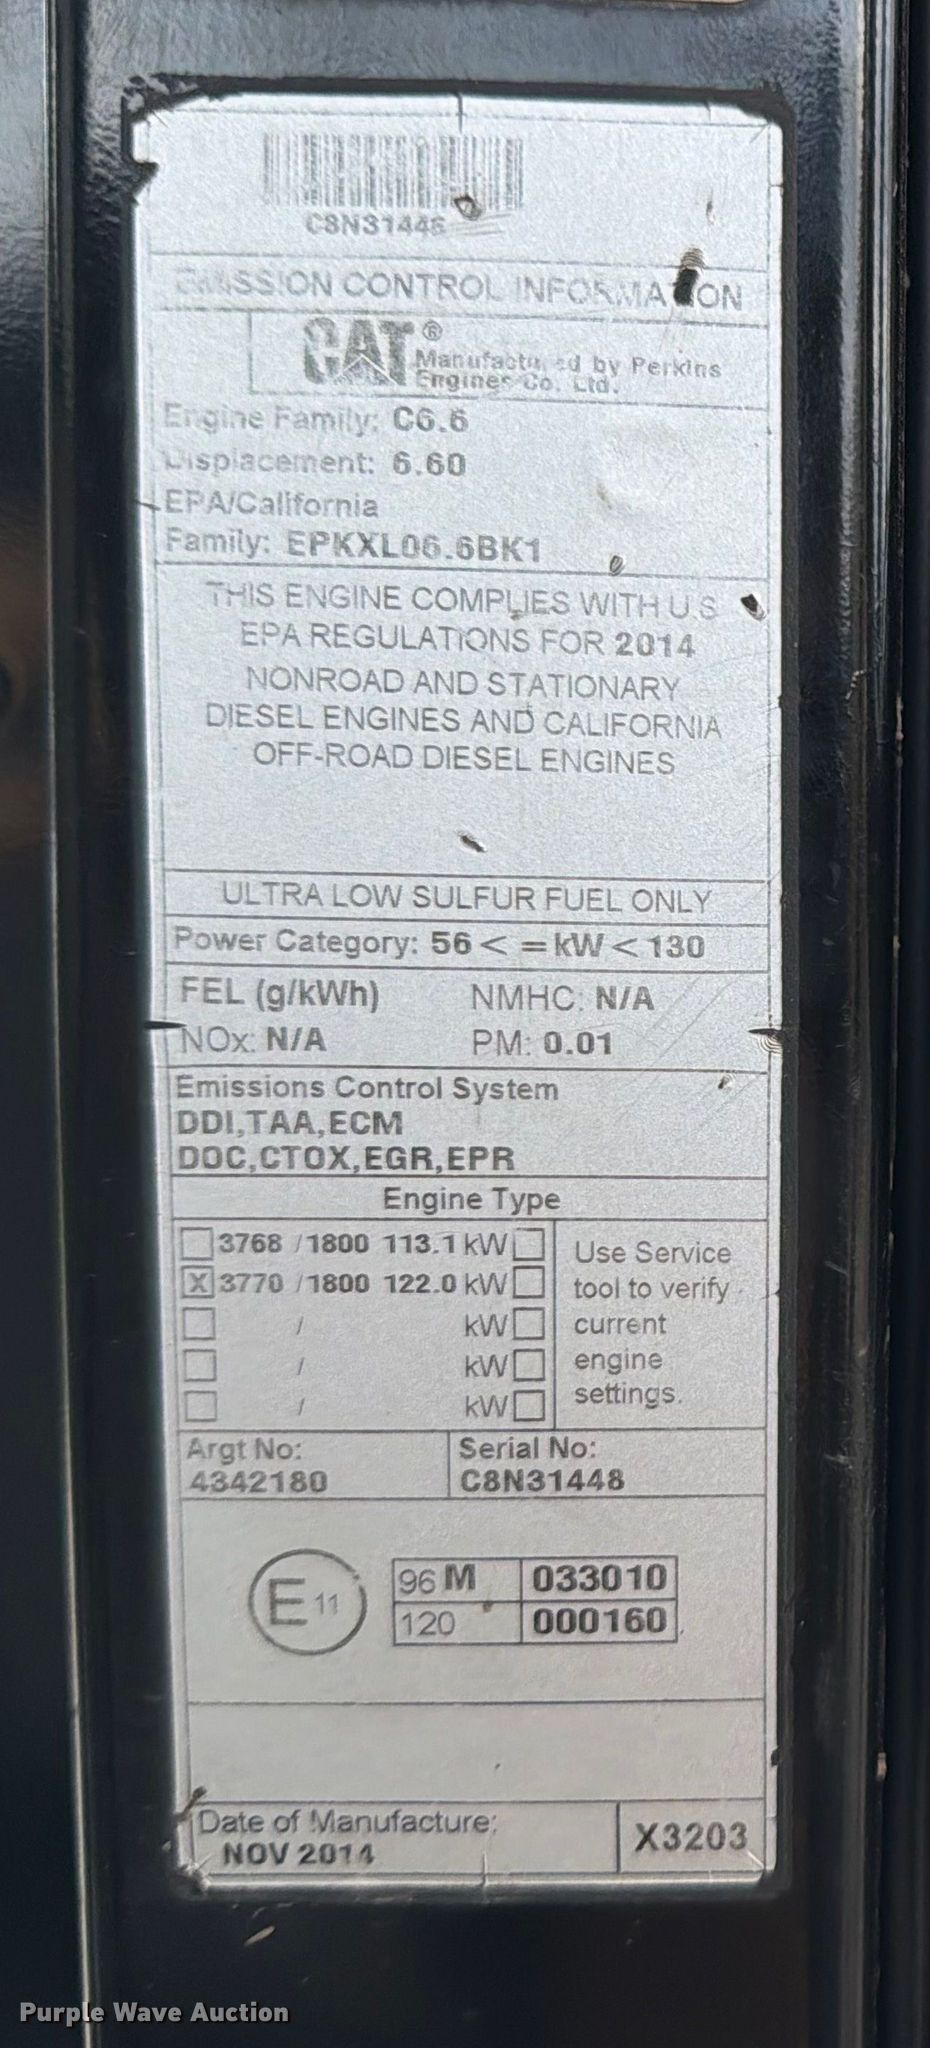 C8N31448
EMISSION CONTROL INFORMATION
CAT®
Manufactured by Perkins
Engines Co. Ltd.
Engine Family: C6.6
Displacement: 6.60
EPA/California
Family: EPKXL06.6BK1
THIS ENGINE COMPLIES WITH U.S
EPA REGULATIONS FOR 2014
NONROAD AND STATIONARY
DIESEL ENGINES AND CALIFORNIA
OFF-ROAD DIESEL ENGINES
ULTRA LOW SULFUR FUEL ONLY
Power Category: 56 < = kW < 130
FEL (g/kWh) NMHC: N/A
NOx: N/A PM: 0.01
Emissions Control System
DDI,TAA,ECM
DOC,CTOX,EGR,EPR
Engine Type
3768 /1800 113.1 kW
X 3770 /1800 122.0 kW
/ kW
/ kW
/ kW
Use Service
tool to verify
current
engine
settings.
Argt No:
4342180
Serial No:
C8N31448
E 11
96 M 033010
120 000160
Date of Manufacture:
NOV 2014
X3203
Purple Wave Auction